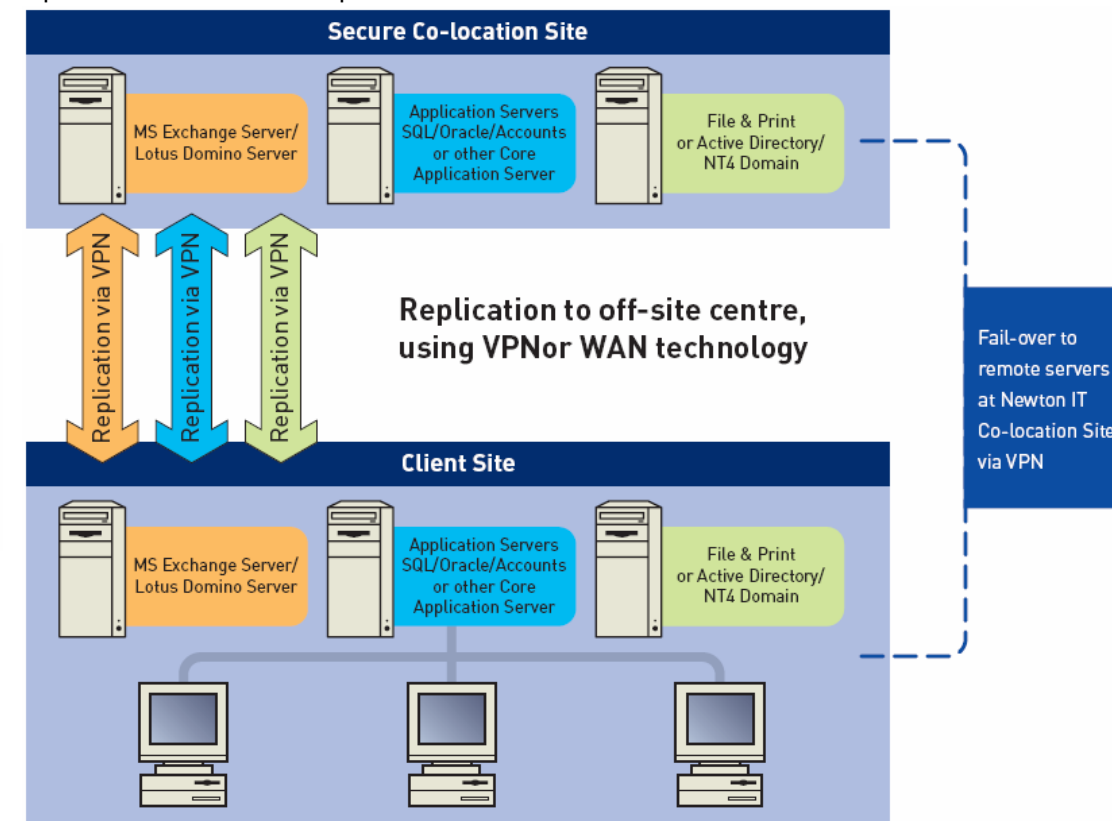 Secure Co-location Site
MS Exchange Server/
Lotus Domino Server
Application Servers
SQL/Oracle/Accounts
or other Core
Application Server
File & Print
or Active Directory/
NT4 Domain
Replication via VPN
Replication via VPN
Replication via VPN
Replication to off-site centre,
using VPNor WAN technology
Fail-over to
remote servers
at Newton IT
Co-location Site
via VPN
Client Site
MS Exchange Server/
Lotus Domino Server
Application Servers
SQL/Oracle/Accounts
or other Core
Application Server
File & Print
or Active Directory/
NT4 Domain